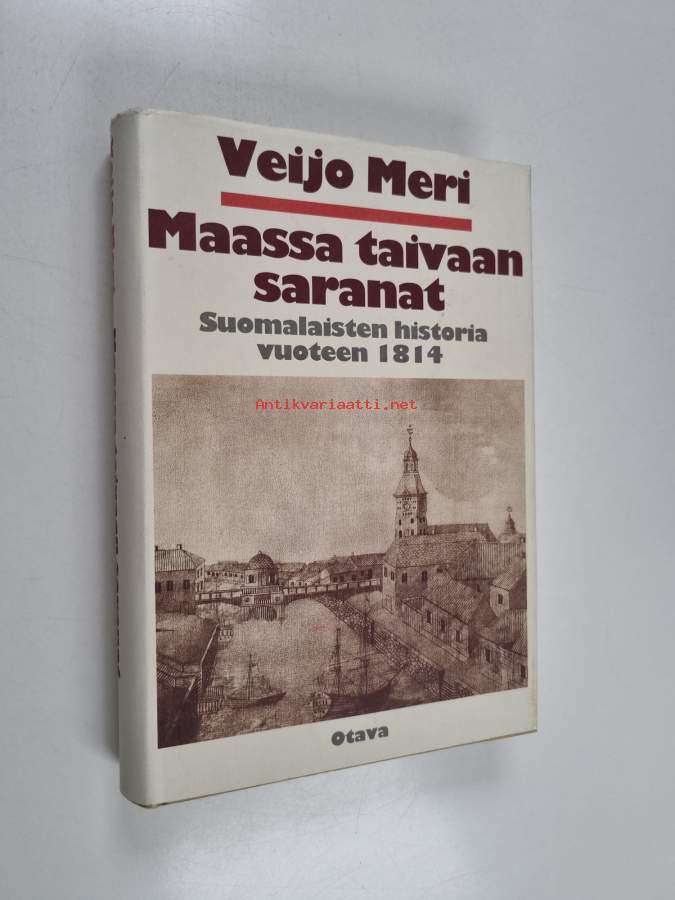 Veijo Meri
Maassa taivaan
saranat
Suomalaisten historia
vuoteen 1814
Antikvariaatti.net
Otava